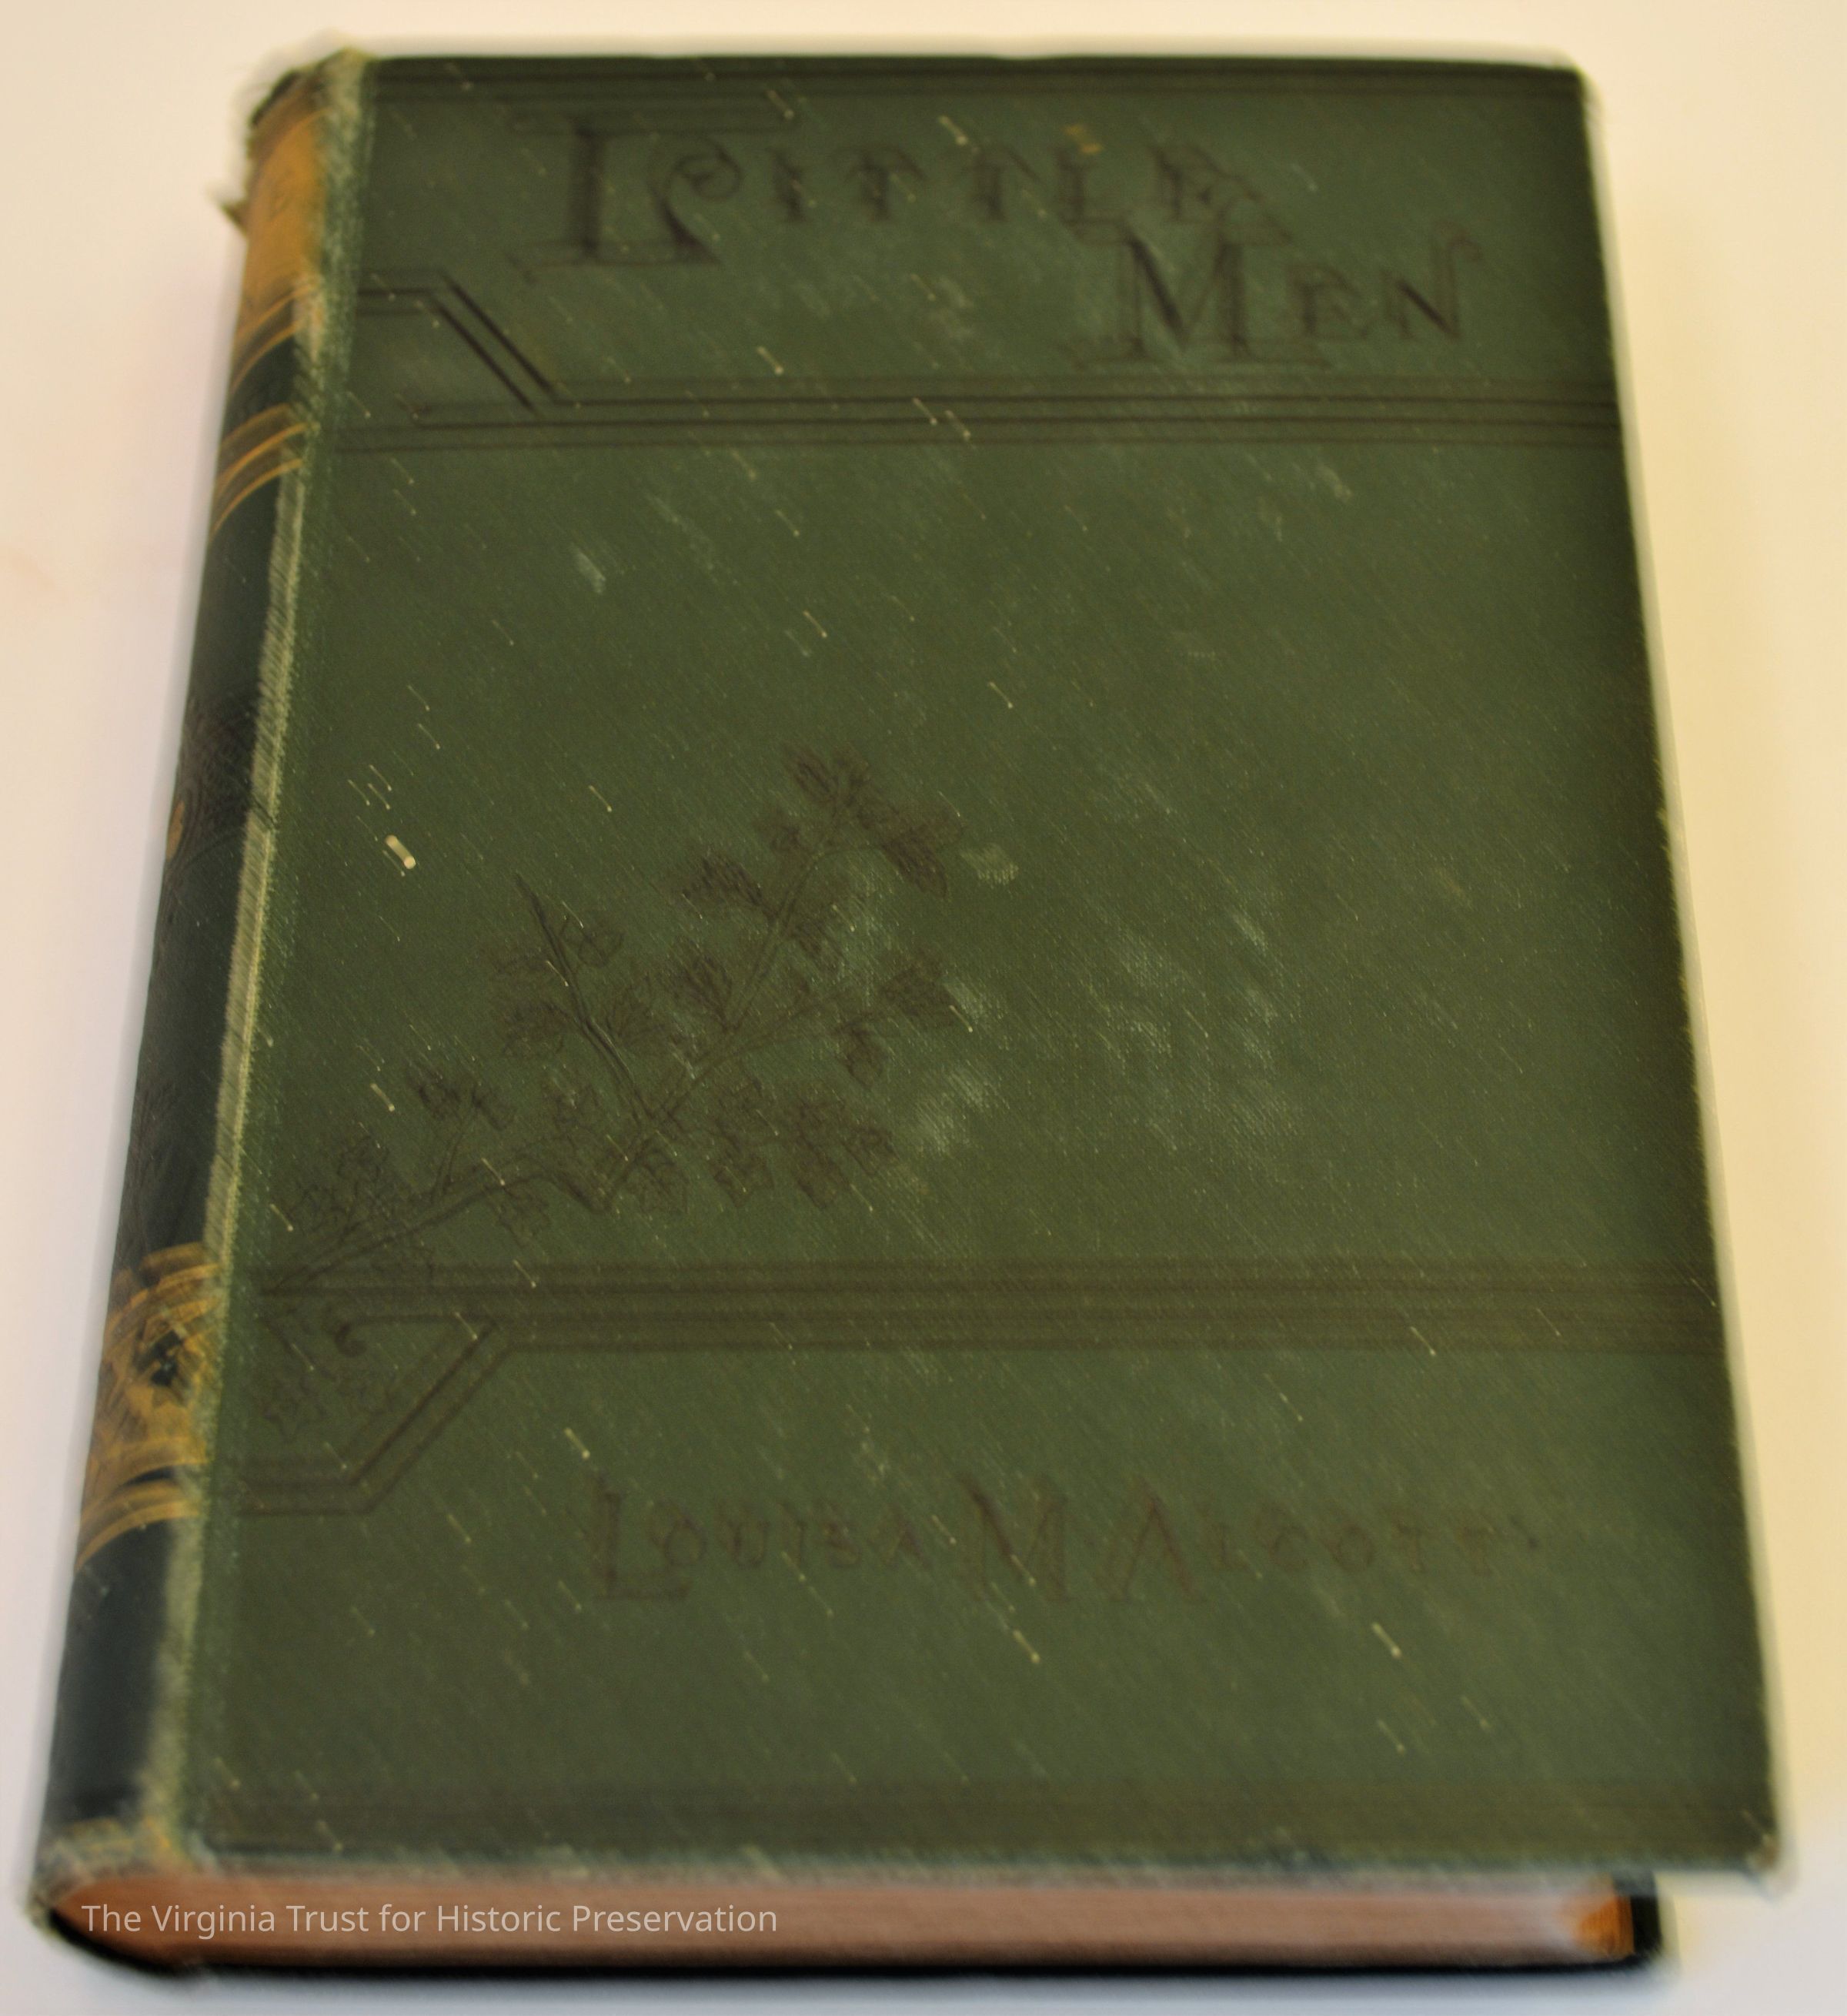 LITTLE
MEN
LOUISA M. ALCOTT.
The Virginia Trust for Historic Preservation